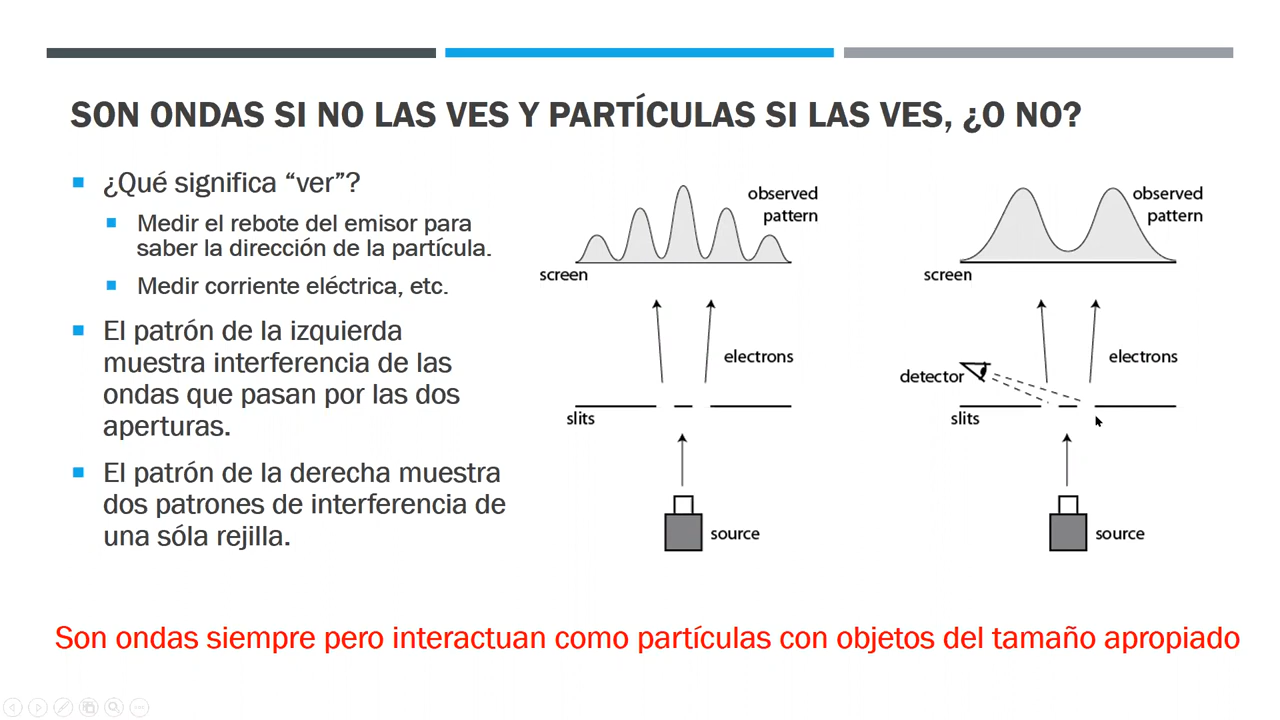 SON ONDAS SI NO LAS VES Y PARTÍCULAS SI LAS VES, ¿O NO?
¿Qué significa “ver”?
Medir el rebote del emisor para
saber la dirección de la partícula.
Medir corriente eléctrica, etc.
El patrón de la izquierda
muestra interferencia de las
ondas que pasan por las dos
aperturas.
El patrón de la derecha muestra
dos patrones de interferencia de
una sóla rejilla.
observed
pattern
screen
electrons
slits
source
observed
pattern
screen
electrons
detector
slits
source
Son ondas siempre pero interactuan como partículas con objetos del tamaño apropiado